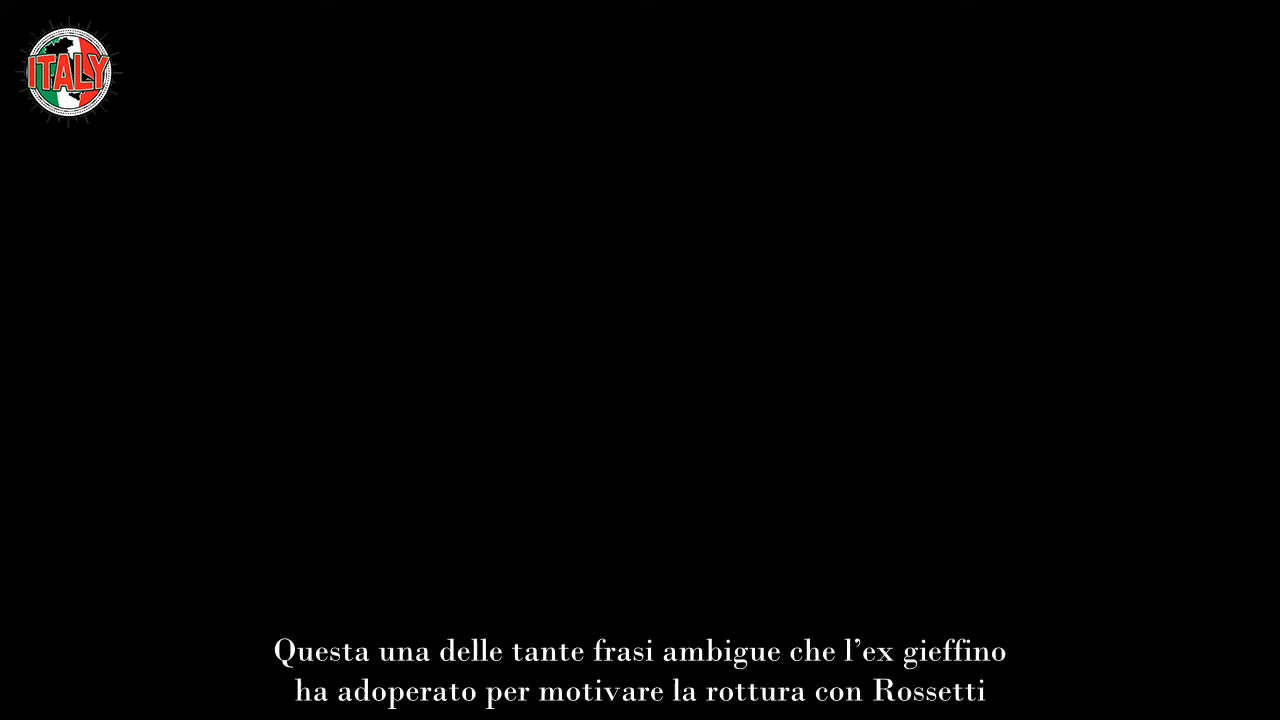 ITALY
Questa una delle tante frasi ambigue che l’ex gieffino
ha adoperato per motivare la rottura con Rossetti